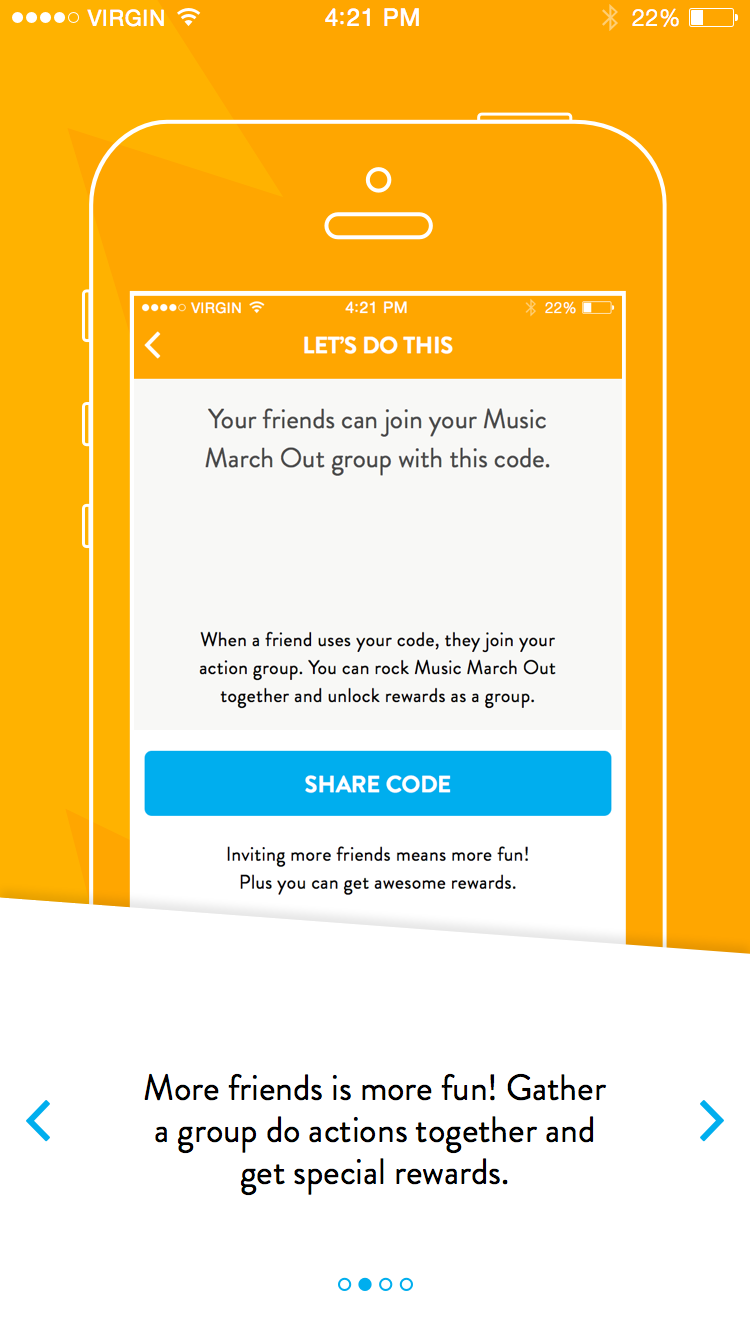 VIRGIN 4:21 PM 22%
VIRGIN 4:21 PM 22%
LET'S DO THIS
Your friends can join your Music
March Out group with this code.
When a friend uses your code, they join your
action group. You can rock Music March Out
together and unlock rewards as a group.
SHARE CODE
Inviting more friends means more fun!
Plus you can get awesome rewards.
More friends is more fun! Gather
a group do actions together and
get special rewards.